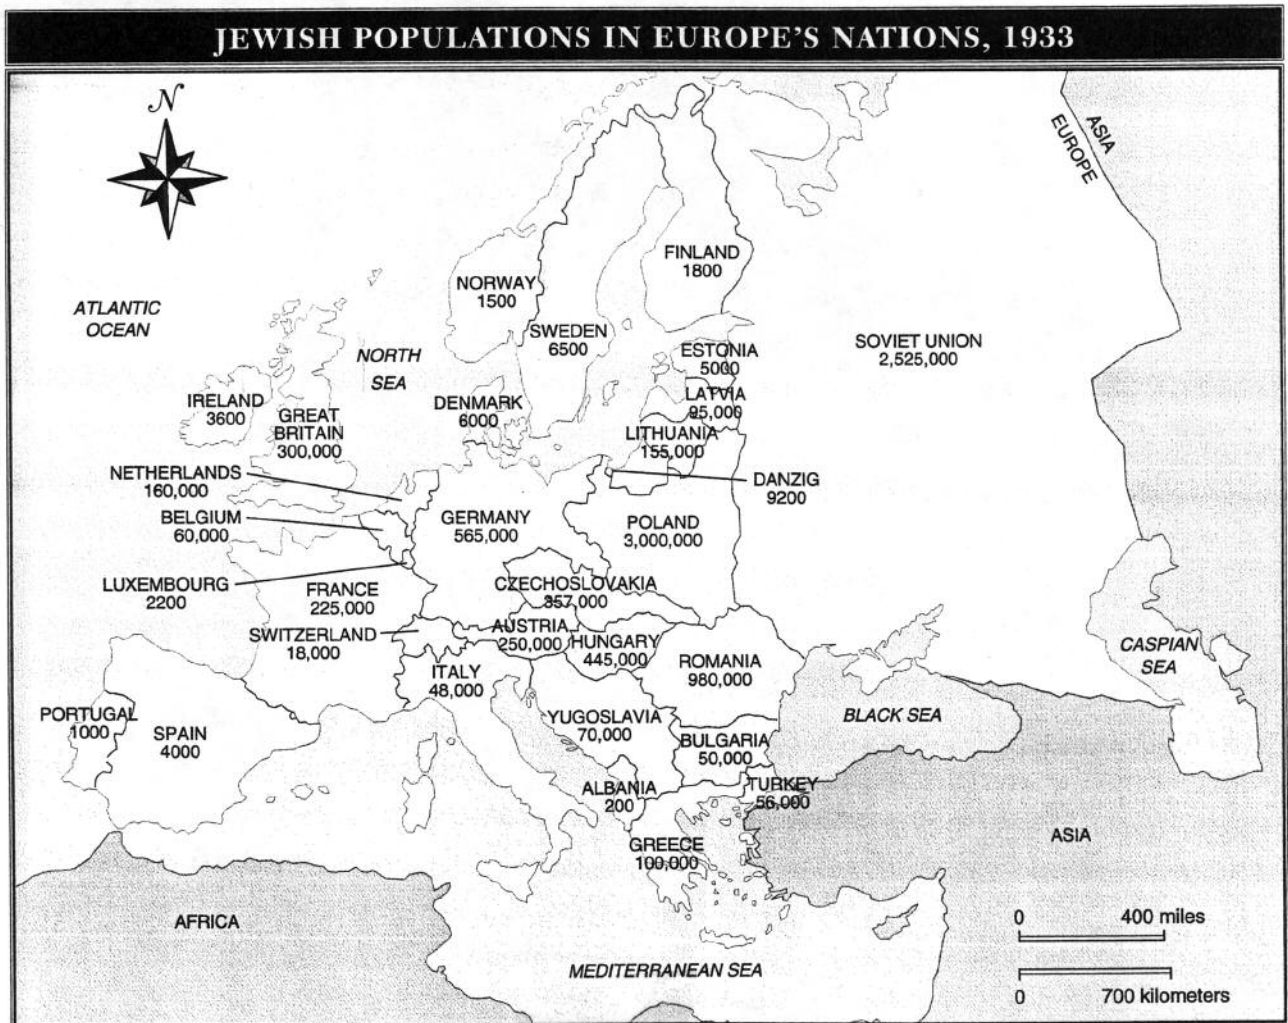 JEWISH POPULATIONS IN EUROPE'S NATIONS, 1933
N
ASIA
EUROPE
ATLANTIC
OCEAN
NORTH
SEA
NORWAY
1500
SWEDEN
6500
FINLAND
1800
SOVIET UNION
2,525,000
ESTONIA
5000
LATVIA
95,000
LITHUANIA
155,000
IRELAND
3600
GREAT
BRITAIN
300,000
DENMARK
6000
NETHERLANDS
160,000
BELGIUM
60,000
LUXEMBOURG
2200
GERMANY
565,000
DANZIG
9200
POLAND
3,000,000
FRANCE
225,000
CZECHOSLOVAKIA
357,000
SWITZERLAND
18,000
AUSTRIA
250,000
HUNGARY
445,000
ROMANIA
980,000
ITALY
48,000
CASPIAN
SEA
PORTUGAL
1000
SPAIN
4000
YUGOSLAVIA
70,000
BULGARIA
50,000
BLACK SEA
ALBANIA
200
TURKEY
56,000
GREECE
100,000
ASIA
AFRICA
MEDITERRANEAN SEA
0 400 miles
0 700 kilometers